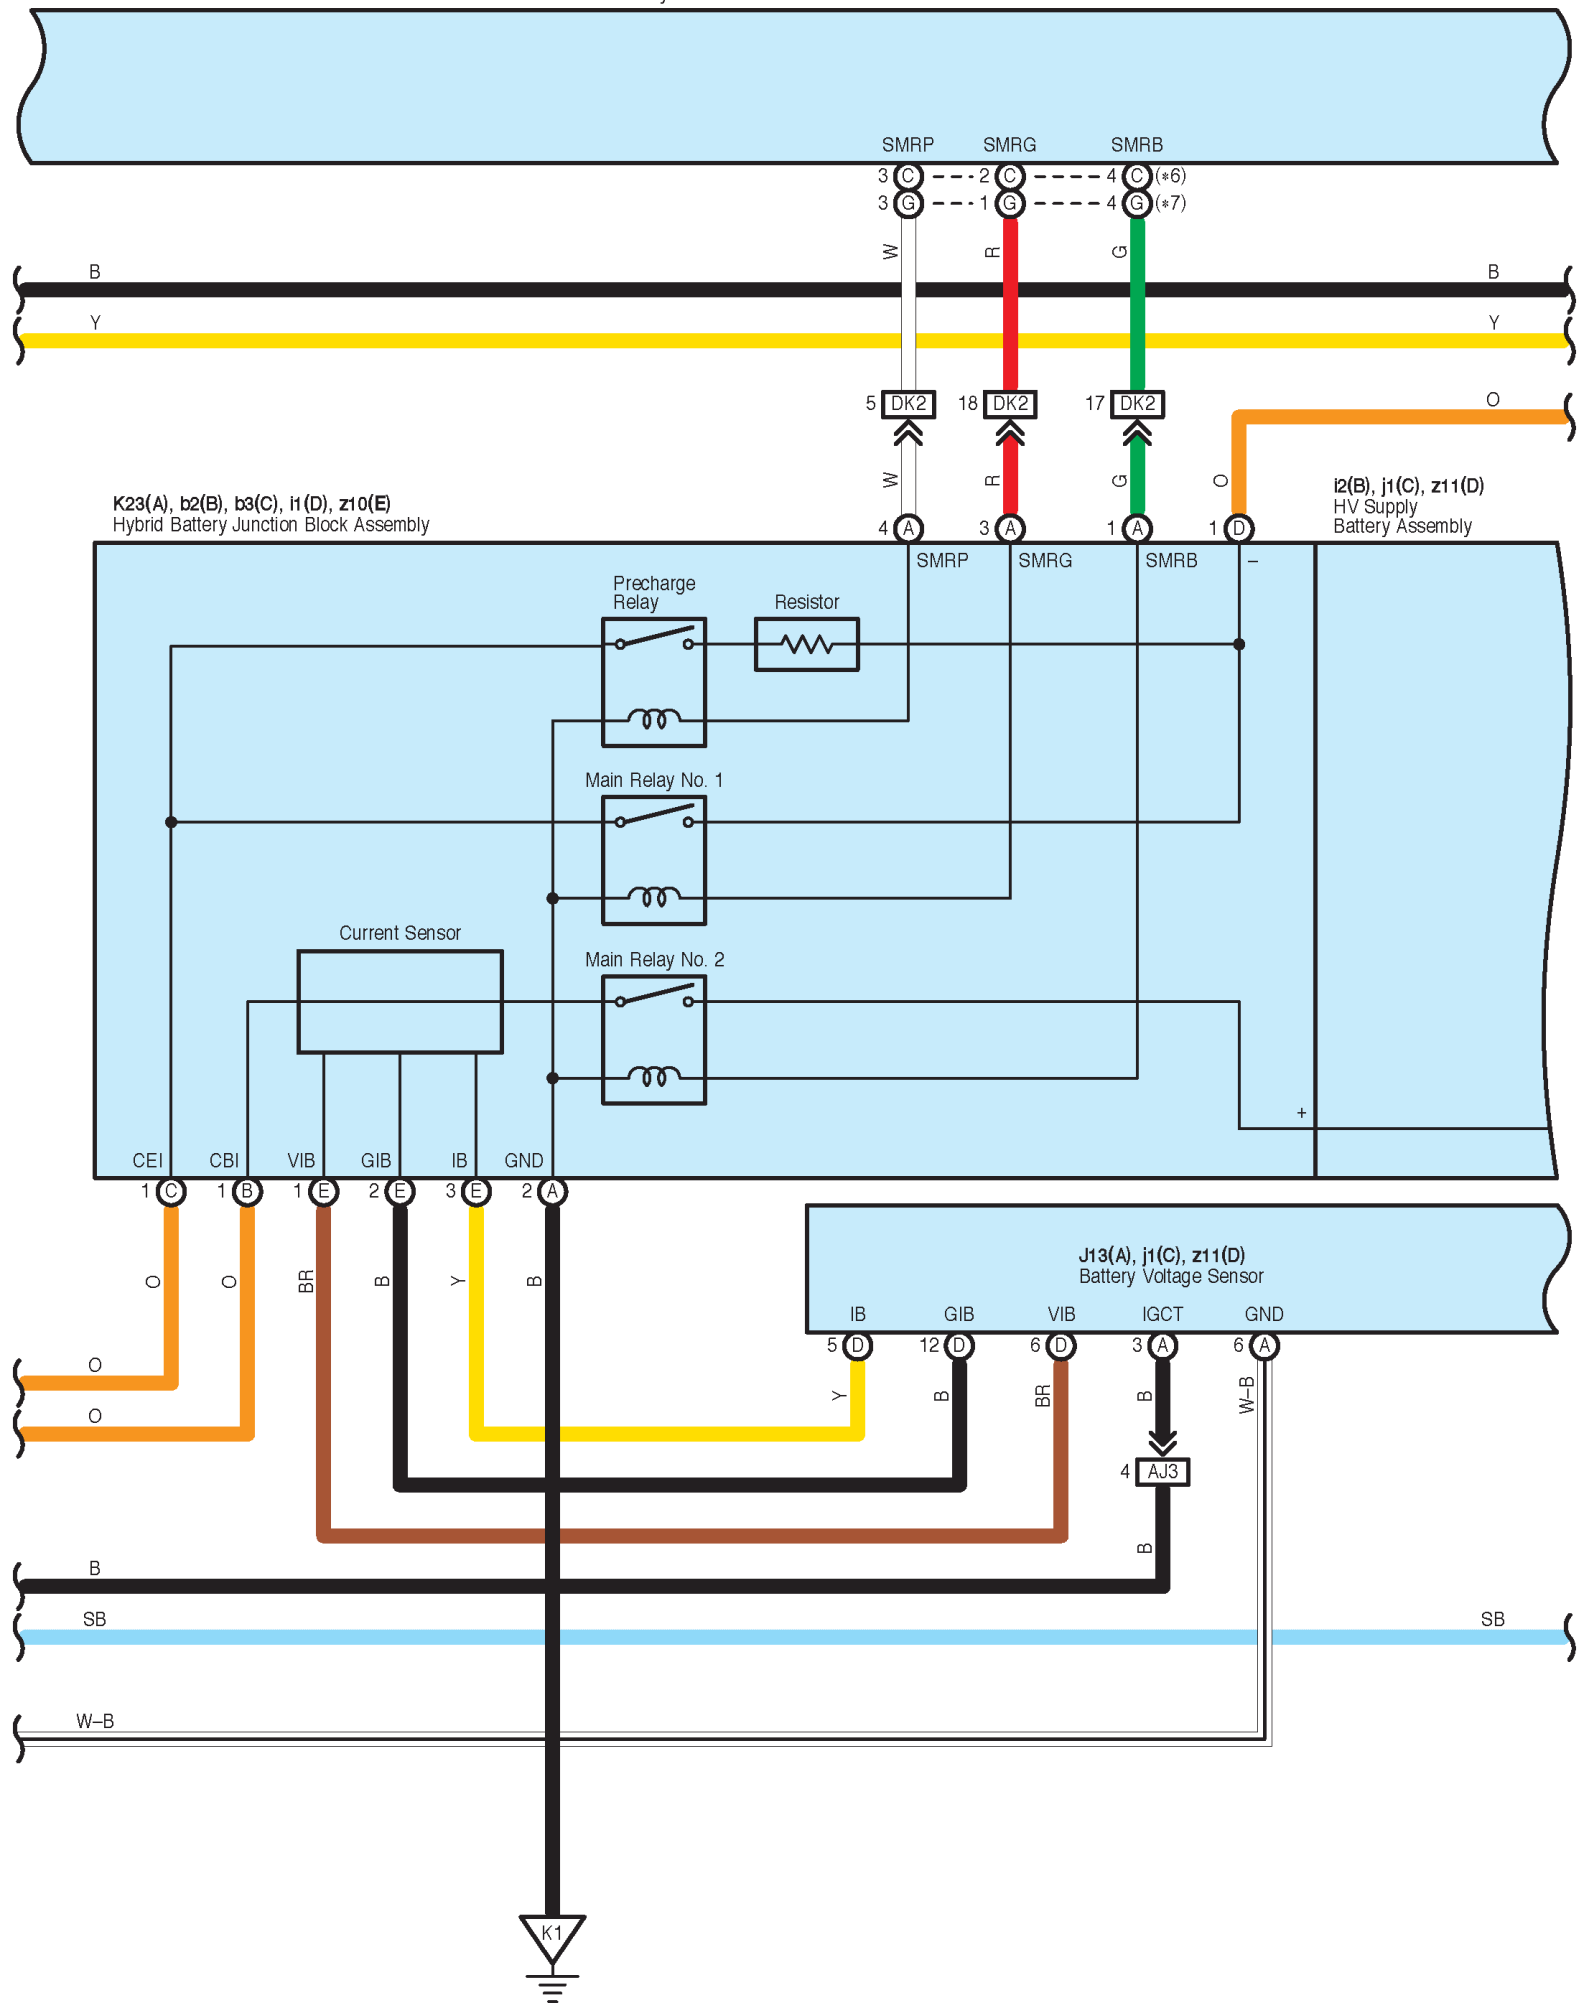 SMRP SMRG SMRB
3 C 2 C 4 C (*6)
3 G 1 G 4 G (*7)
W R G
B B
Y Y
5 DK2 18 DK2 17 DK2
O
W R G O
K23(A), b2(B), b3(C), i1(D), z10(E)
Hybrid Battery Junction Block Assembly
i2(B), j1(C), z11(D)
HV Supply
Battery Assembly
4 A 3 A 1 A 1 D
SMRP SMRG SMRB –
Precharge
Relay
Resistor
Main Relay No. 1
Current Sensor
Main Relay No. 2
+
CEI CBI VIB GIB IB GND
1 C 1 B 1 E 2 E 3 E 2 A
O O BR B Y B
J13(A), j1(C), z11(D)
Battery Voltage Sensor
IB GIB VIB IGCT GND
5 D 12 D 6 D 3 A 6 A
Y B BR B W–B
O
O
4 AJ3
B
B
SB SB
W–B
K1